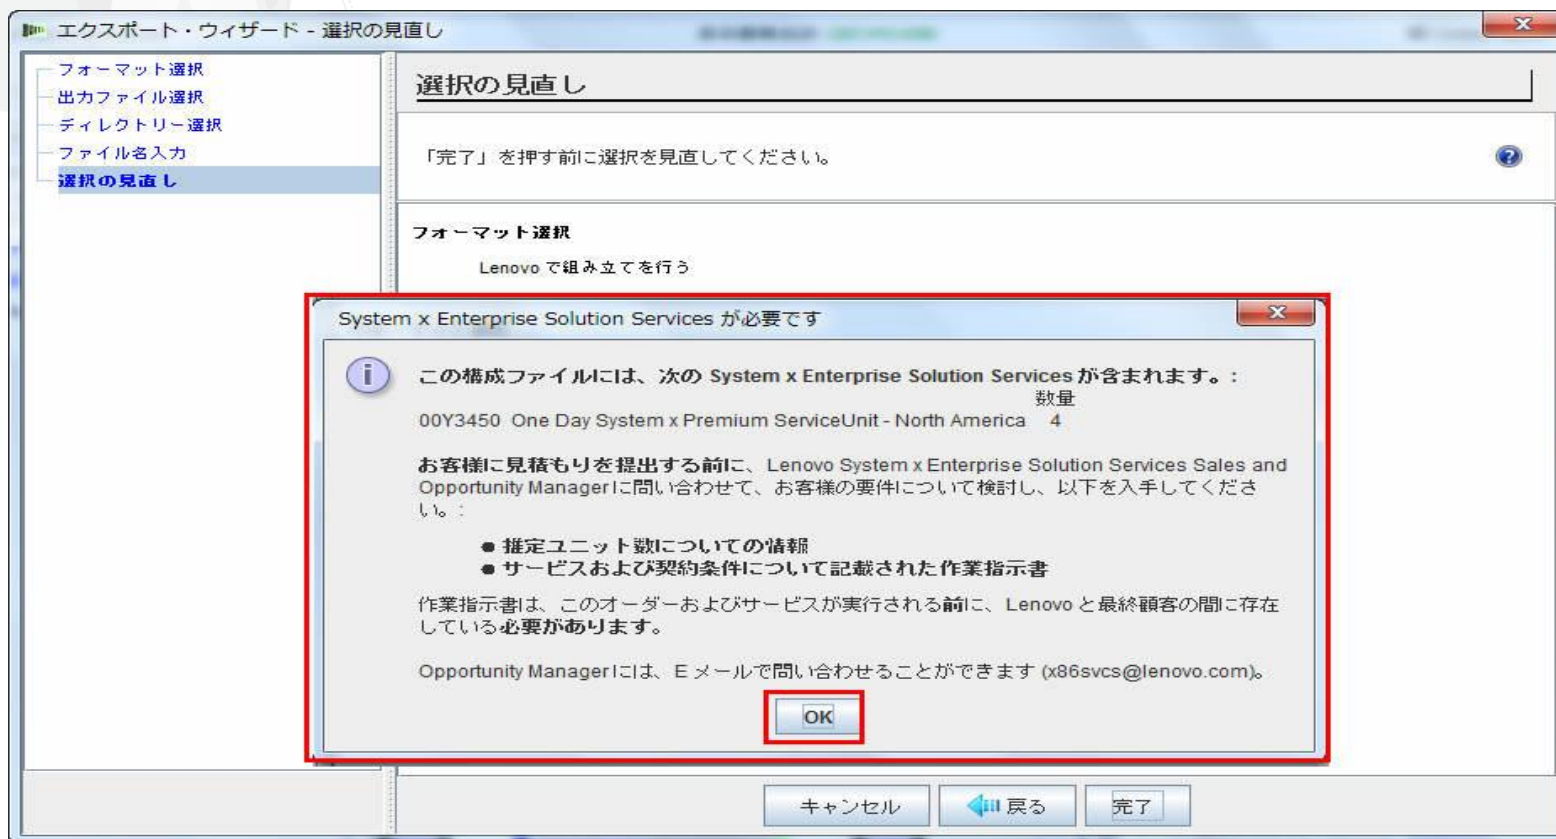 エクスポート・ウィザード - 選択の見直し
フォーマット選択
出力ファイル選択
ディレクトリー選択
ファイル名入力
選択の見直し
選択の見直し
「完了」を押す前に選択を見直してください。
フォーマット選択
Lenovo で組み立てを行う
System x Enterprise Solution Services が必要です
この構成ファイルには、次の System x Enterprise Solution Services が含まれます。:
数量
00Y3450 One Day System x Premium ServiceUnit - North America 4
お客様に見積もりを提出する前に、Lenovo System x Enterprise Solution Services Sales and
Opportunity Managerに問い合わせて、お客様の要件について検討し、以下を入手してくださ
い。:
● 推定ユニット数についての情報
● サービスおよび契約条件について記載された作業指示書
作業指示書は、このオーダーおよびサービスが実行される前に、Lenovo と最終顧客の間に存在
している必要があります。
Opportunity Managerには、E メールで問い合わせることができます (x86svcs@lenovo.com)。
OK
キャンセル
戻る
完了